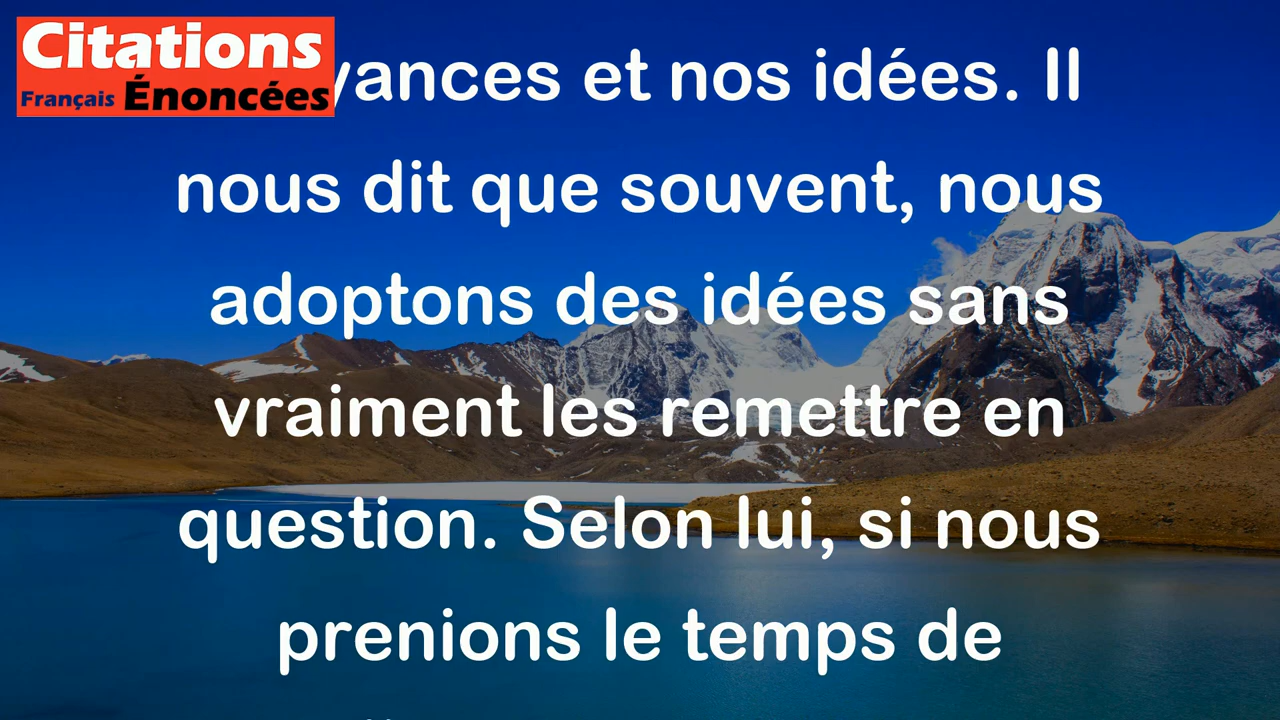 Citations
Français Énoncées
yances et nos idées. Il
nous dit que souvent, nous
adoptons des idées sans
vraiment les remettre en
question. Selon lui, si nous
prenions le temps de